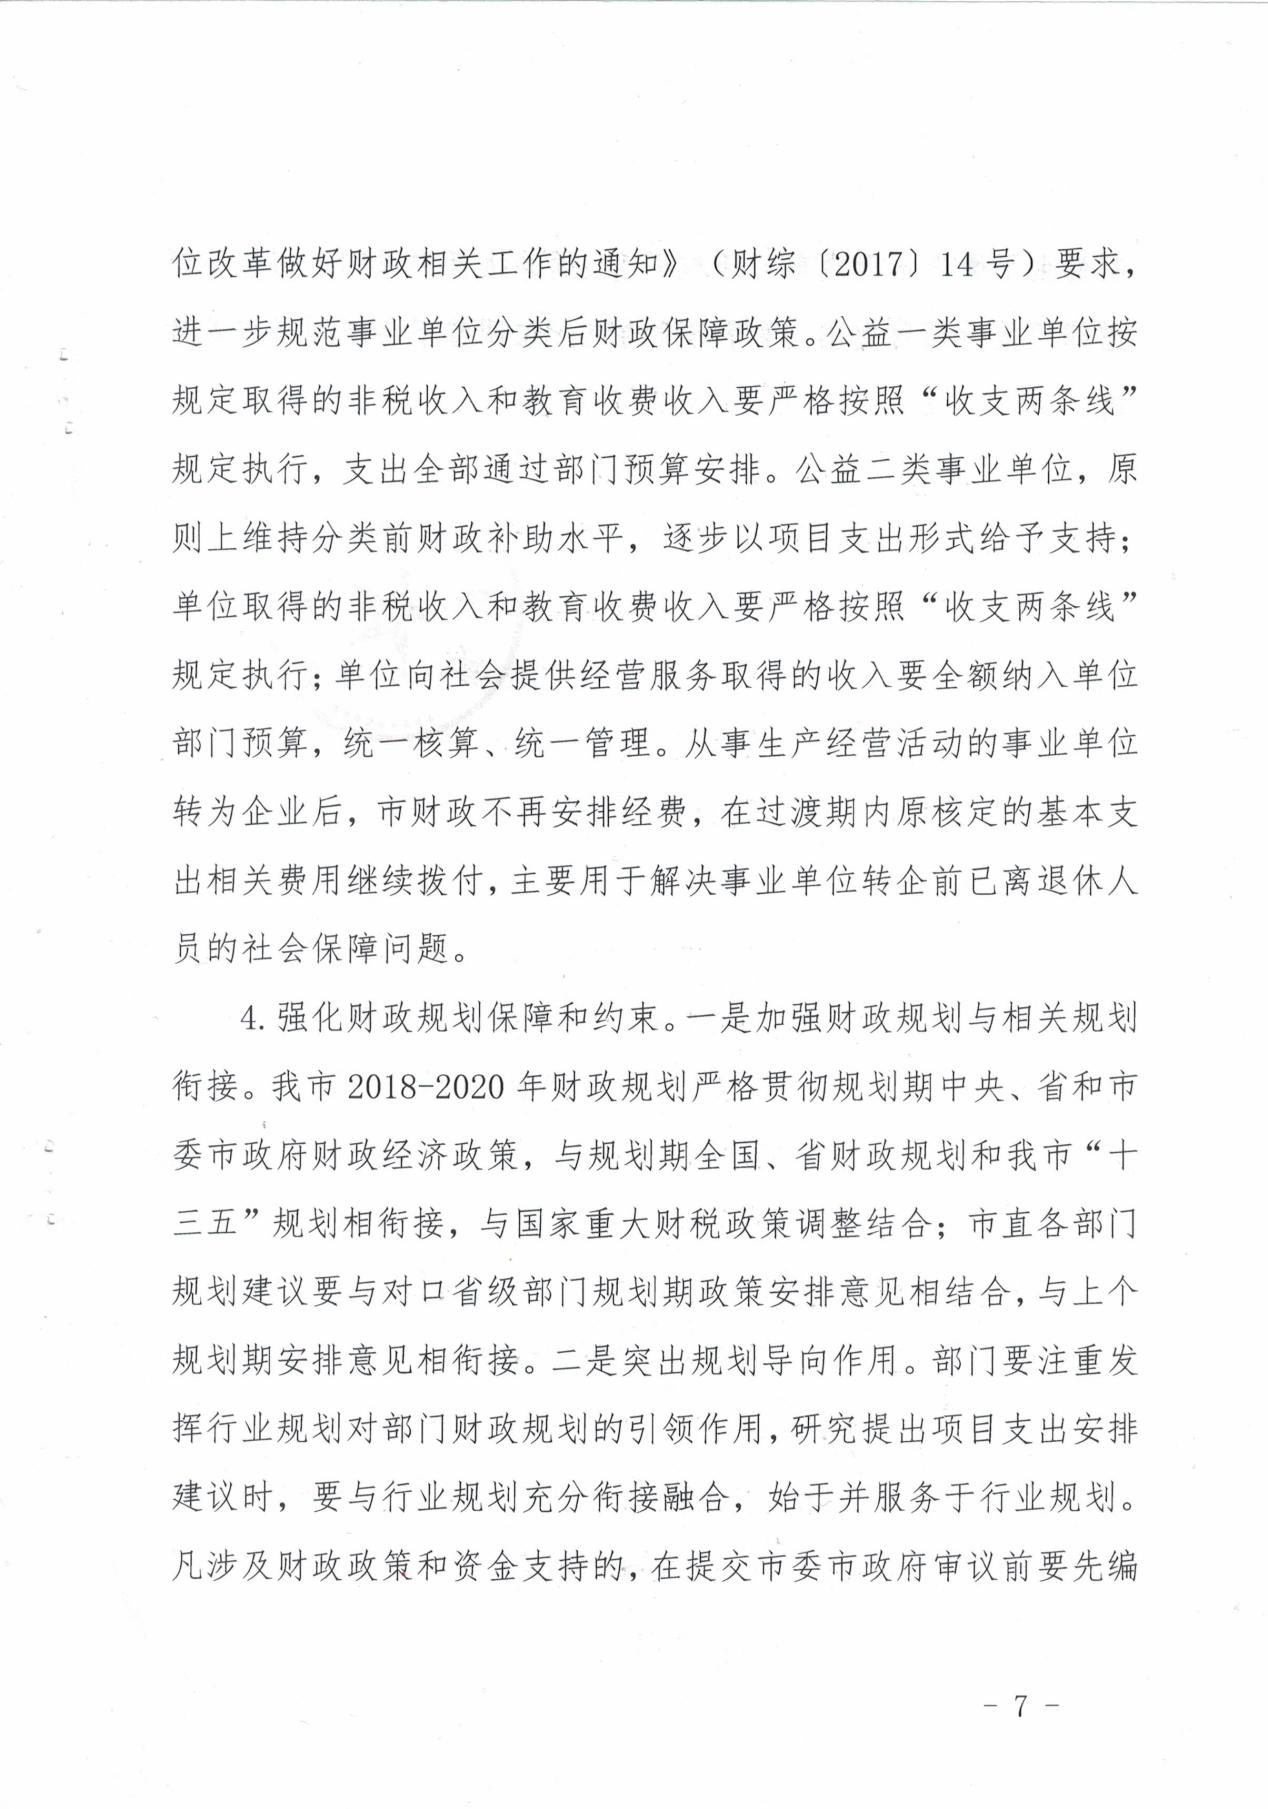 位改革做好财政相关工作的通知》（财综〔2017〕14号）要求，
进一步规范事业单位分类后财政保障政策。公益一类事业单位按
规定取得的非税收入和教育收费收入要严格按照“收支两条线”
规定执行，支出全部通过部门预算安排。公益二类事业单位，原
则上维持分类前财政补助水平，逐步以项目支出形式给予支持；
单位取得的非税收入和教育收费收入要严格按照“收支两条线”
规定执行；单位向社会提供经营服务取得的收入要全额纳入单位
部门预算，统一核算、统一管理。从事生产经营活动的事业单位
转为企业后，市财政不再安排经费，在过渡期内原核定的基本支
出相关费用继续拨付，主要用于解决事业单位转企前已离退休人
员的社会保障问题。
4.强化财政规划保障和约束。一是加强财政规划与相关规划
衔接。我市2018-2020年财政规划严格贯彻规划期中央、省和市
委市政府财政经济政策，与规划期全国、省财政规划和我市“十
三五”规划相衔接，与国家重大财税政策调整结合；市直各部门
规划建议要与对口省级部门规划期政策安排意见相结合，与上个
规划期安排意见相衔接。二是突出规划导向作用。部门要注重发
挥行业规划对部门财政规划的引领作用，研究提出项目支出安排
建议时，要与行业规划充分衔接融合，始于并服务于行业规划。
凡涉及财政政策和资金支持的，在提交市委市政府审议前要先编
- 7 -